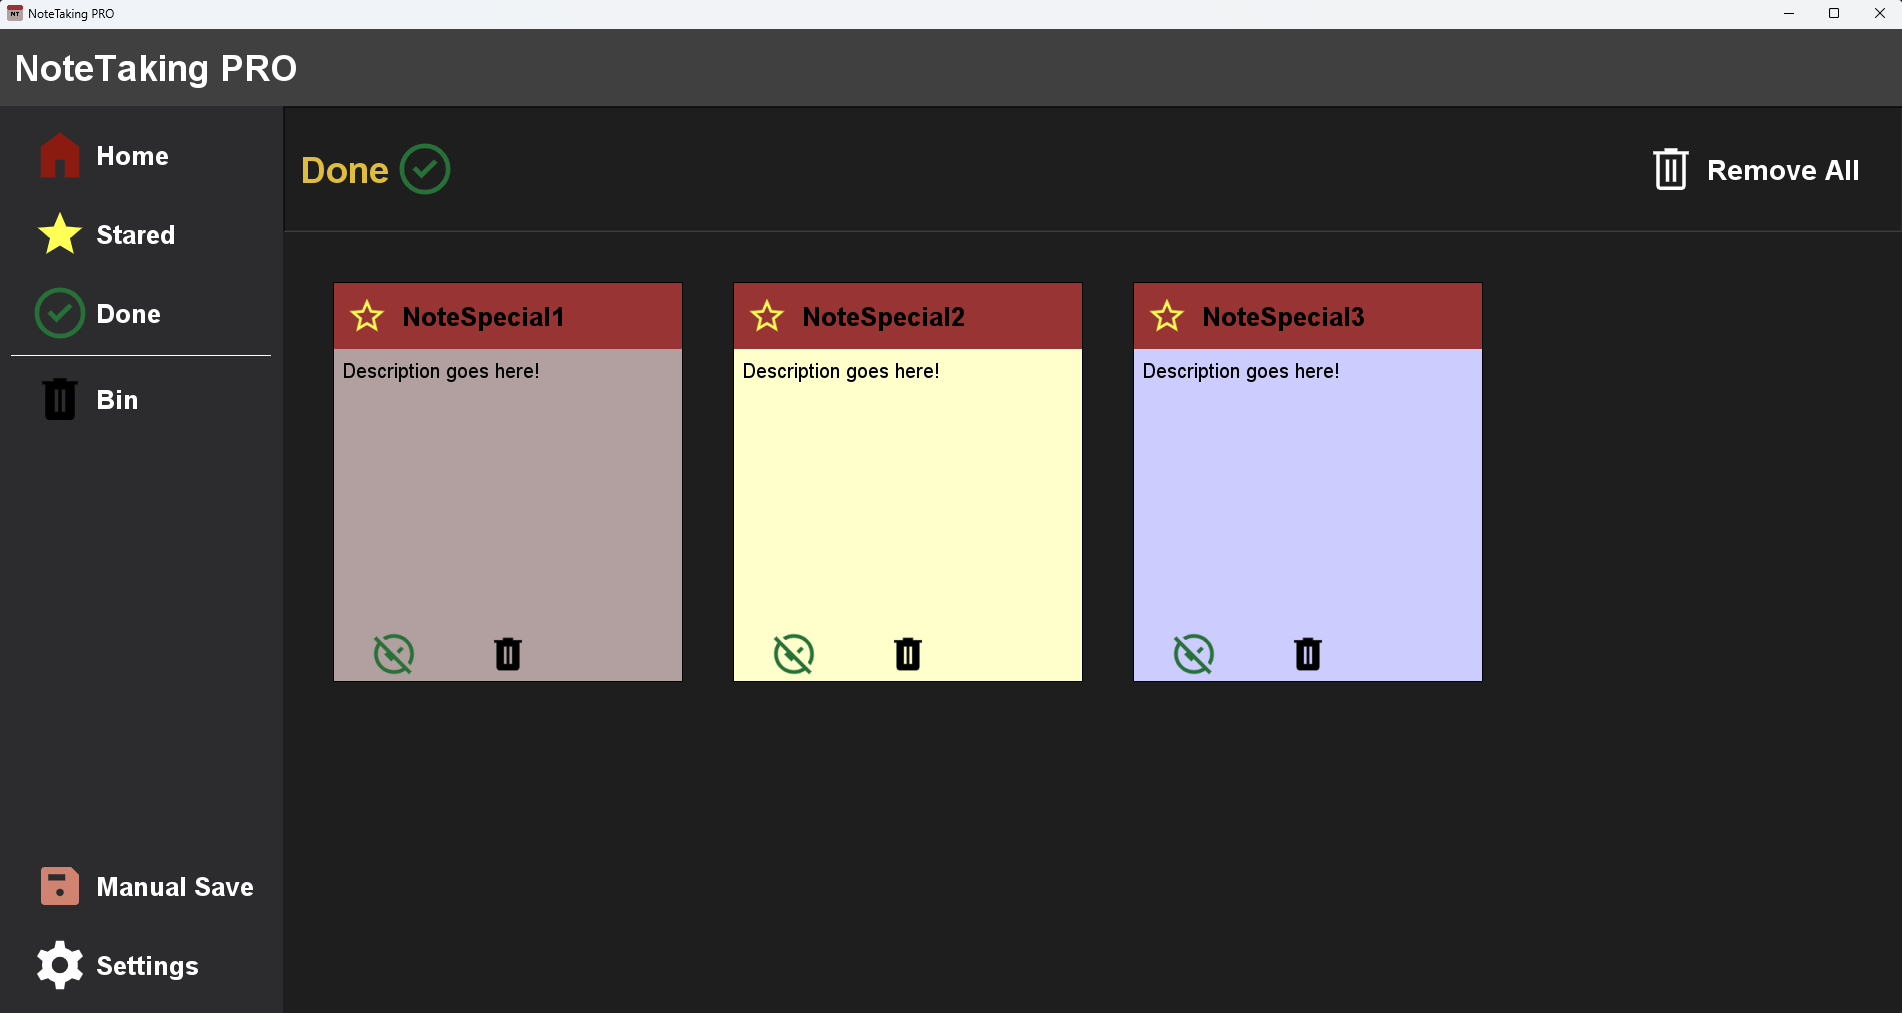 NT NoteTaking PRO
NoteTaking PRO
Home
Stared
Done
Bin
Manual Save
Settings
Done
Remove All
NoteSpecial1
Description goes here!
NoteSpecial2
Description goes here!
NoteSpecial3
Description goes here!